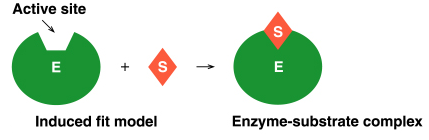 Active site
E + S → S
E
Induced fit model
Enzyme-substrate complex